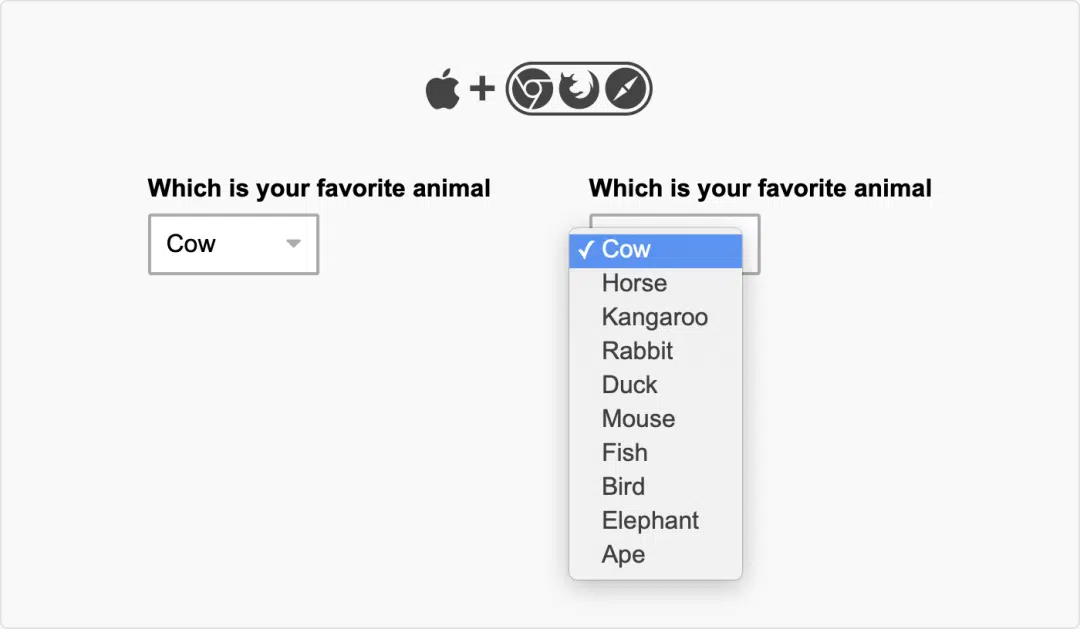 Which is your favorite animal
Cow
Which is your favorite animal
Cow
Horse
Kangaroo
Rabbit
Duck
Mouse
Fish
Bird
Elephant
Ape